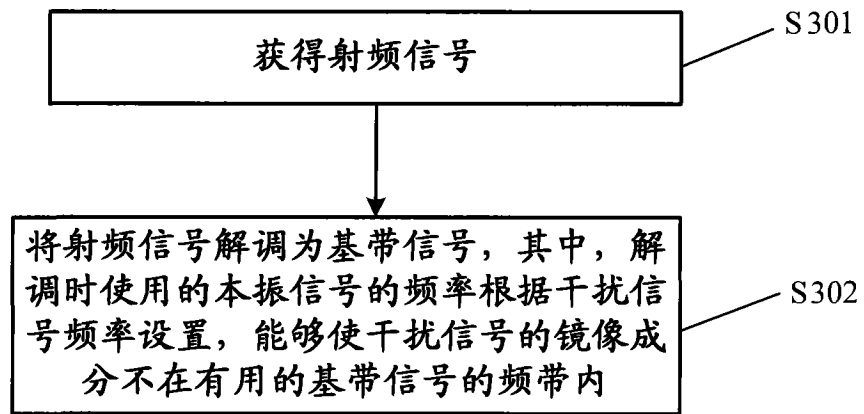 获得射频信号
S301
将射频信号解调为基带信号，其中，解
调时使用的本振信号的频率根据干扰信
号频率设置，能够使干扰信号的镜像成
分不在有用的基带信号的频带内
S302